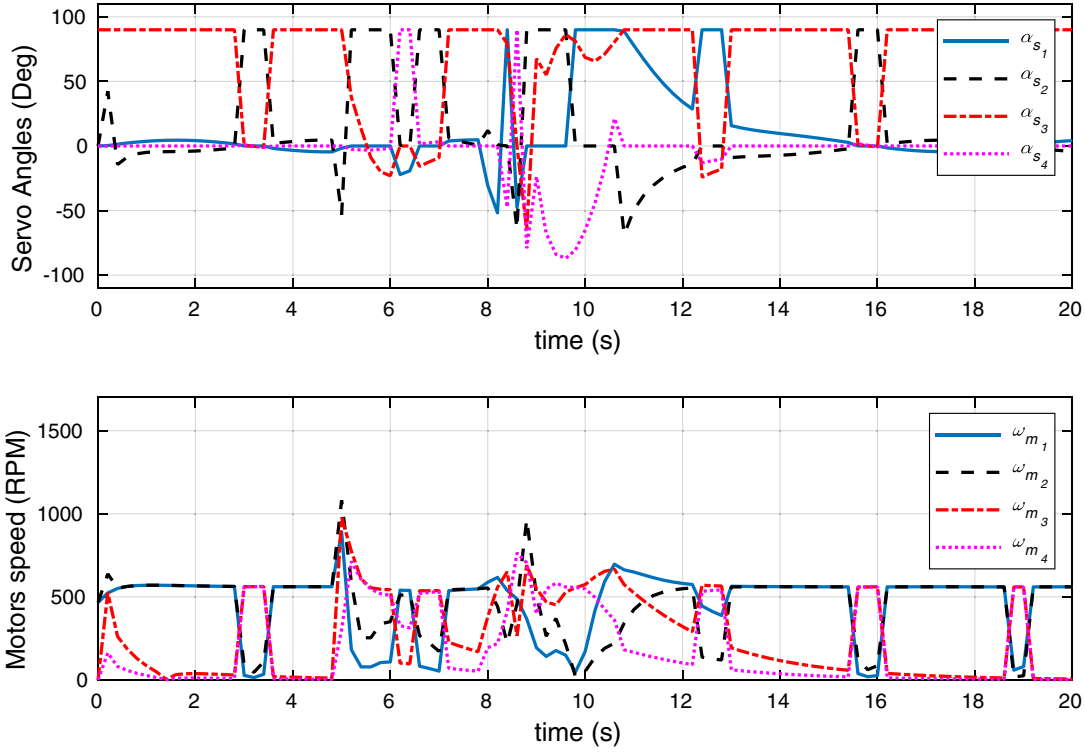 Servo Angles (Deg)
100
50
0
-50
-100
0 2 4 6 8 10 12 14 16 18 20
time (s)
α_{s_1}
α_{s_2}
α_{s_3}
α_{s_4}
Motors speed (RPM)
1500
1000
500
0
0 2 4 6 8 10 12 14 16 18 20
time (s)
ω_{m_1}
ω_{m_2}
ω_{m_3}
ω_{m_4}